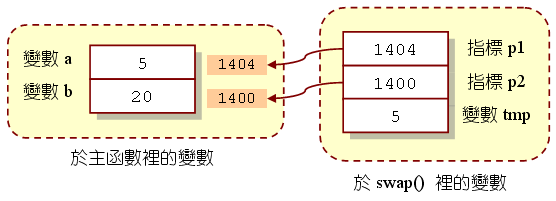 變數 a
5
1404
變數 b
20
1400
於主函數裡的變數
1404
指標 p1
1400
指標 p2
5
變數 tmp
於 swap() 裡的變數